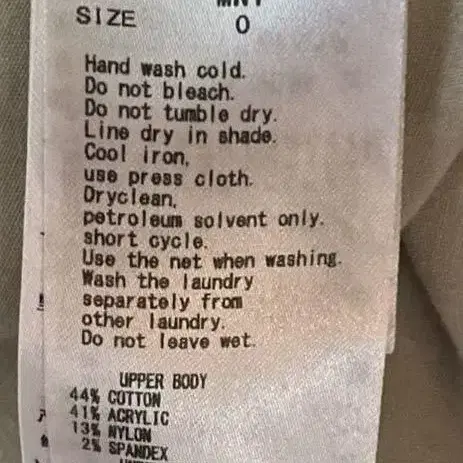 SIZE
0
Hand wash cold.
Do not bleach.
Do not tumble dry.
Line dry in shade.
Cool iron,
use press cloth.
Dryclean,
petroleum solvent only.
short cycle.
Use the net when washing.
Wash the laundry
separately from
other laundry.
Do not leave wet.
UPPER BODY
44% COTTON
41% ACRYLIC
13% NYLON
2% SPANDEX